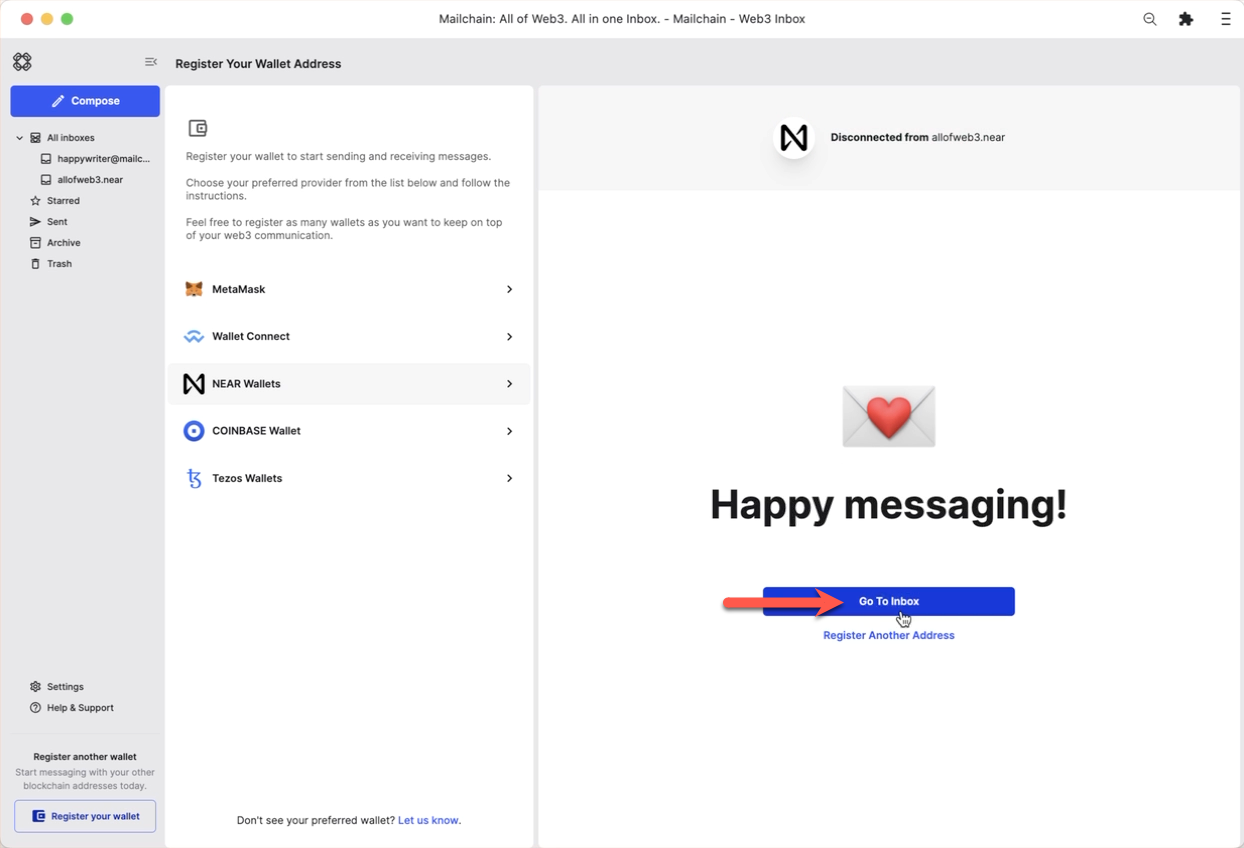 Mailchain: All of Web3. All in one Inbox. - Mailchain - Web3 Inbox
Register Your Wallet Address
Compose
All inboxes
happywriter@mailc...
allofweb3.near
Starred
Sent
Archive
Trash
Settings
Help & Support
Register another wallet
Start messaging with your other
blockchain addresses today.
Register your wallet
Register your wallet to start sending and receiving messages.
Choose your preferred provider from the list below and follow the
instructions.
Feel free to register as many wallets as you want to keep on top
of your web3 communication.
MetaMask
Wallet Connect
NEAR Wallets
COINBASE Wallet
Tezos Wallets
Don't see your preferred wallet? Let us know.
Disconnected from allofweb3.near
Happy messaging!
Go To Inbox
Register Another Address